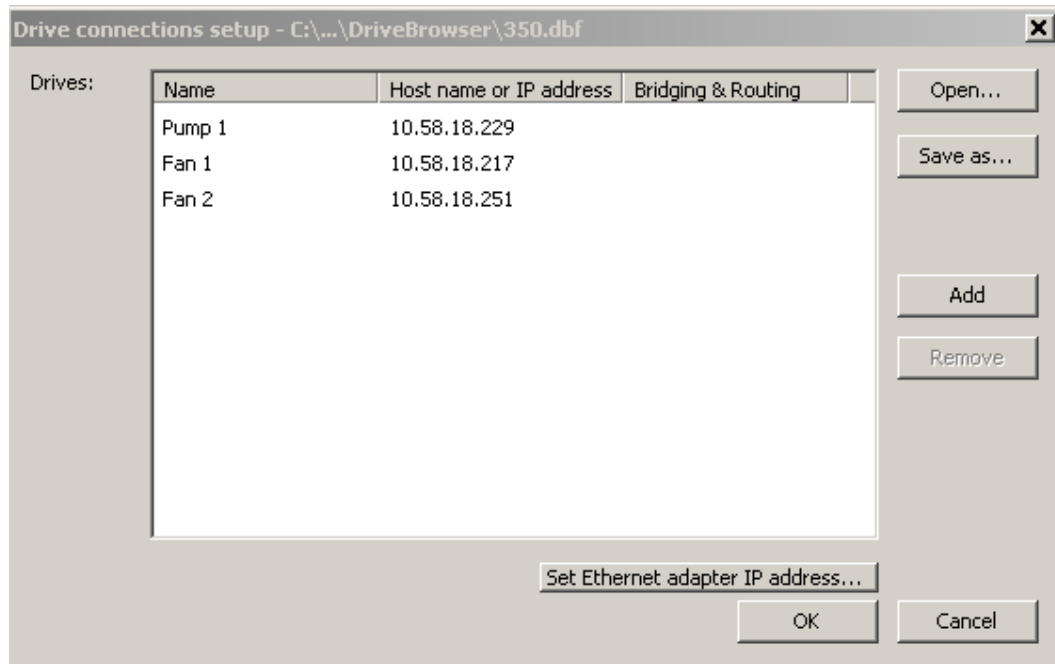 Drive connections setup - C:\...\DriveBrowser\350.dbf
Drives:
Name Host name or IP address Bridging & Routing
Pump 1 10.58.18.229
Fan 1 10.58.18.217
Fan 2 10.58.18.251
Open...
Save as...
Add
Remove
Set Ethernet adapter IP address...
OK Cancel